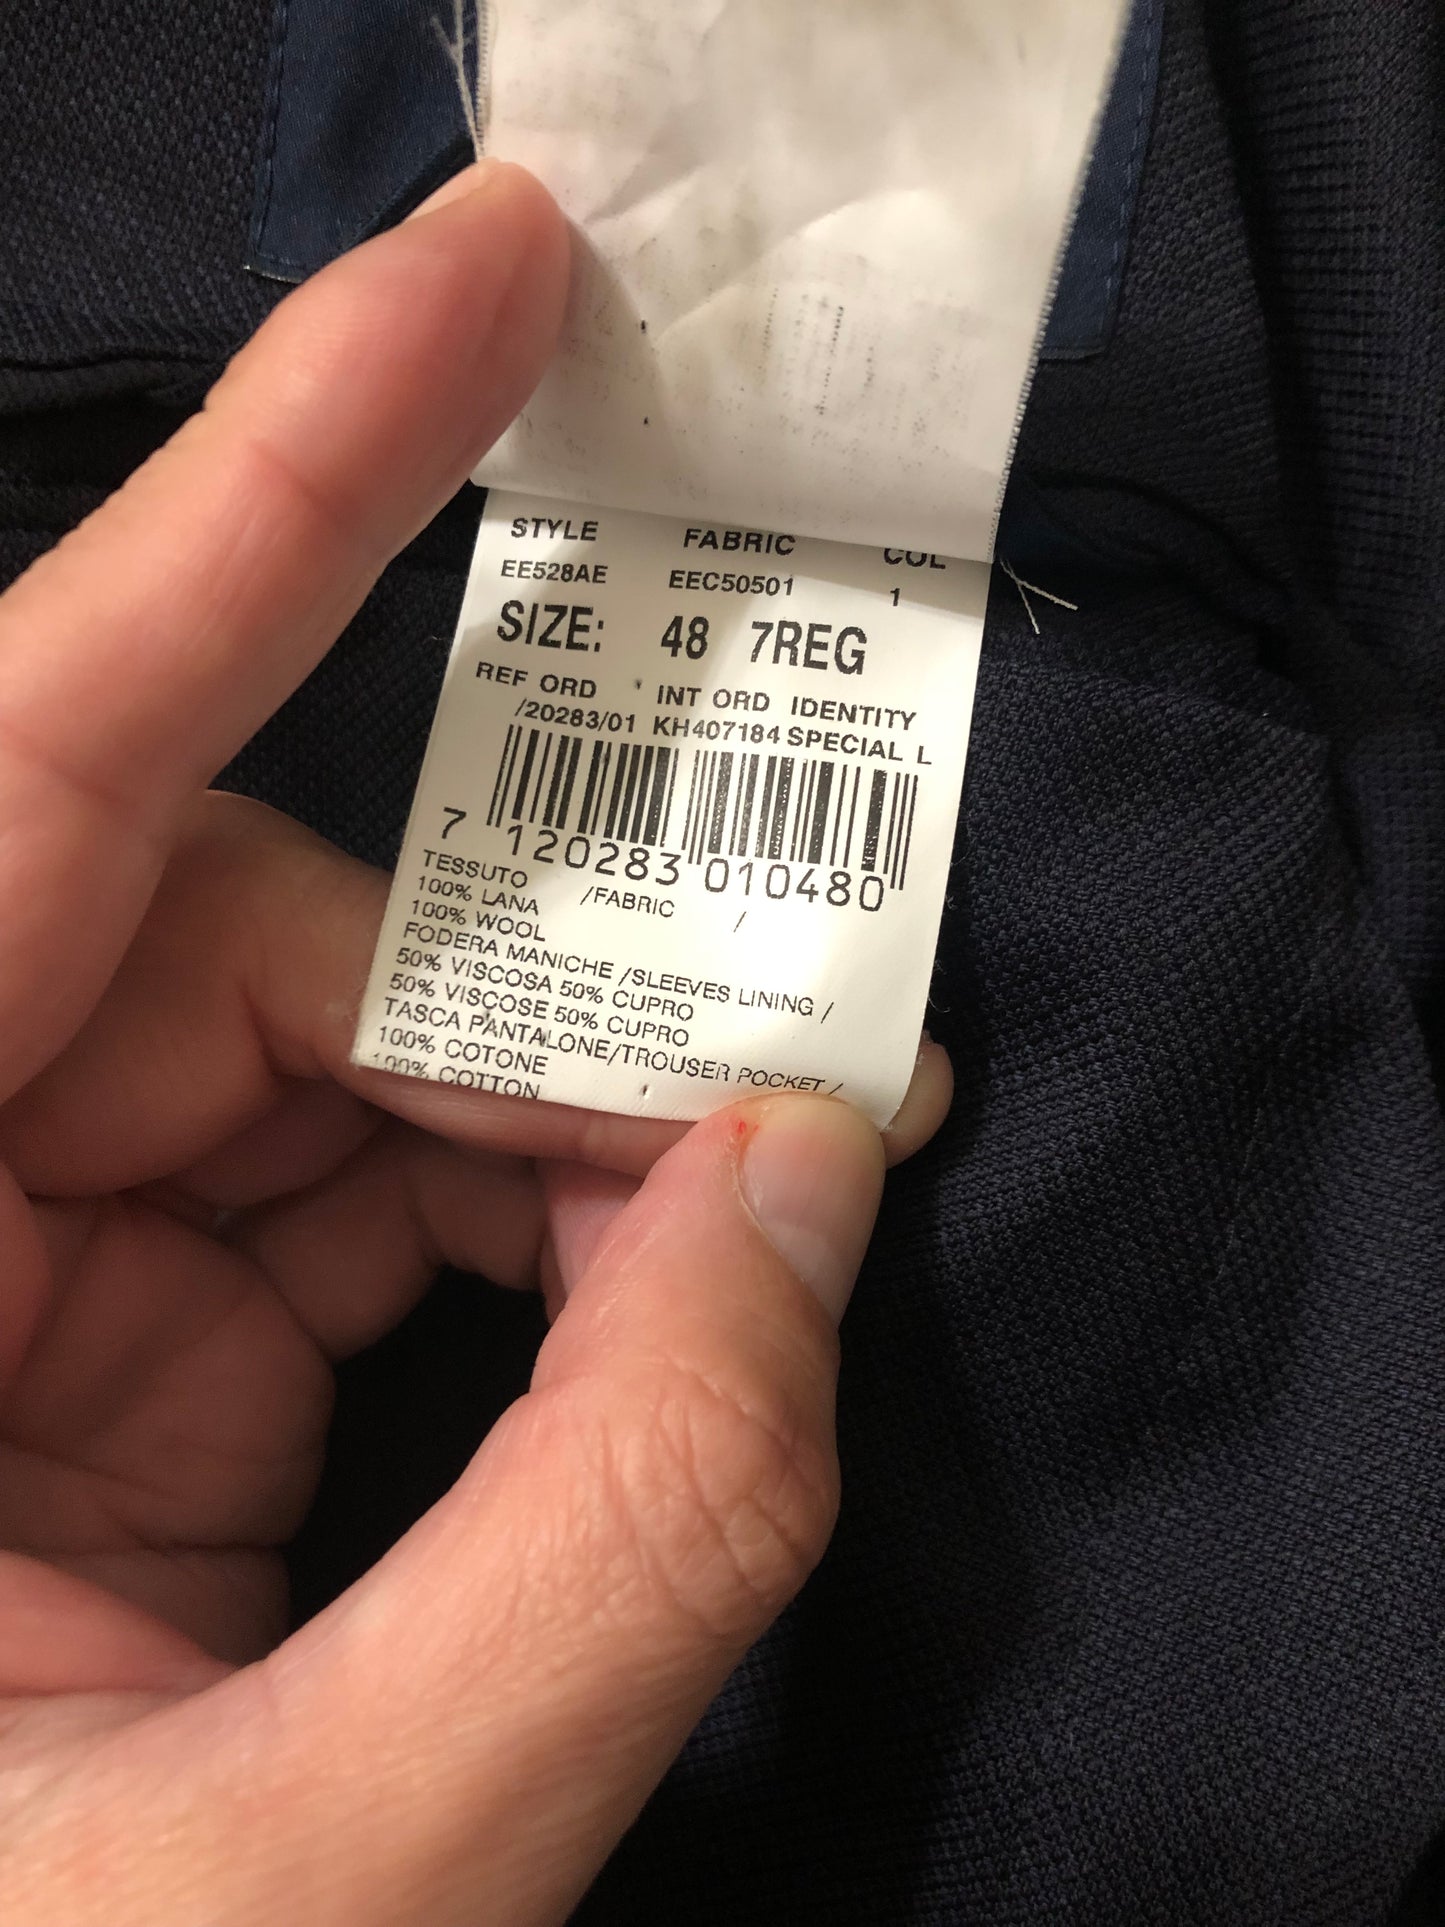 STYLE FABRIC COL
EE528AE EEC50501 1
SIZE: 48 7REG
REF ORD INT ORD IDENTITY
/20283/01 KH407184 SPECIAL L
7 120283 010480
TESSUTO /FABRIC /
100% LANA
100% WOOL
FODERA MANICHE /SLEEVES LINING /
50% VISCOSA 50% CUPRO
50% VISCOSE 50% CUPRO
TASCA PANTALONE/TROUSER POCKET /
100% COTONE
100% COTTON